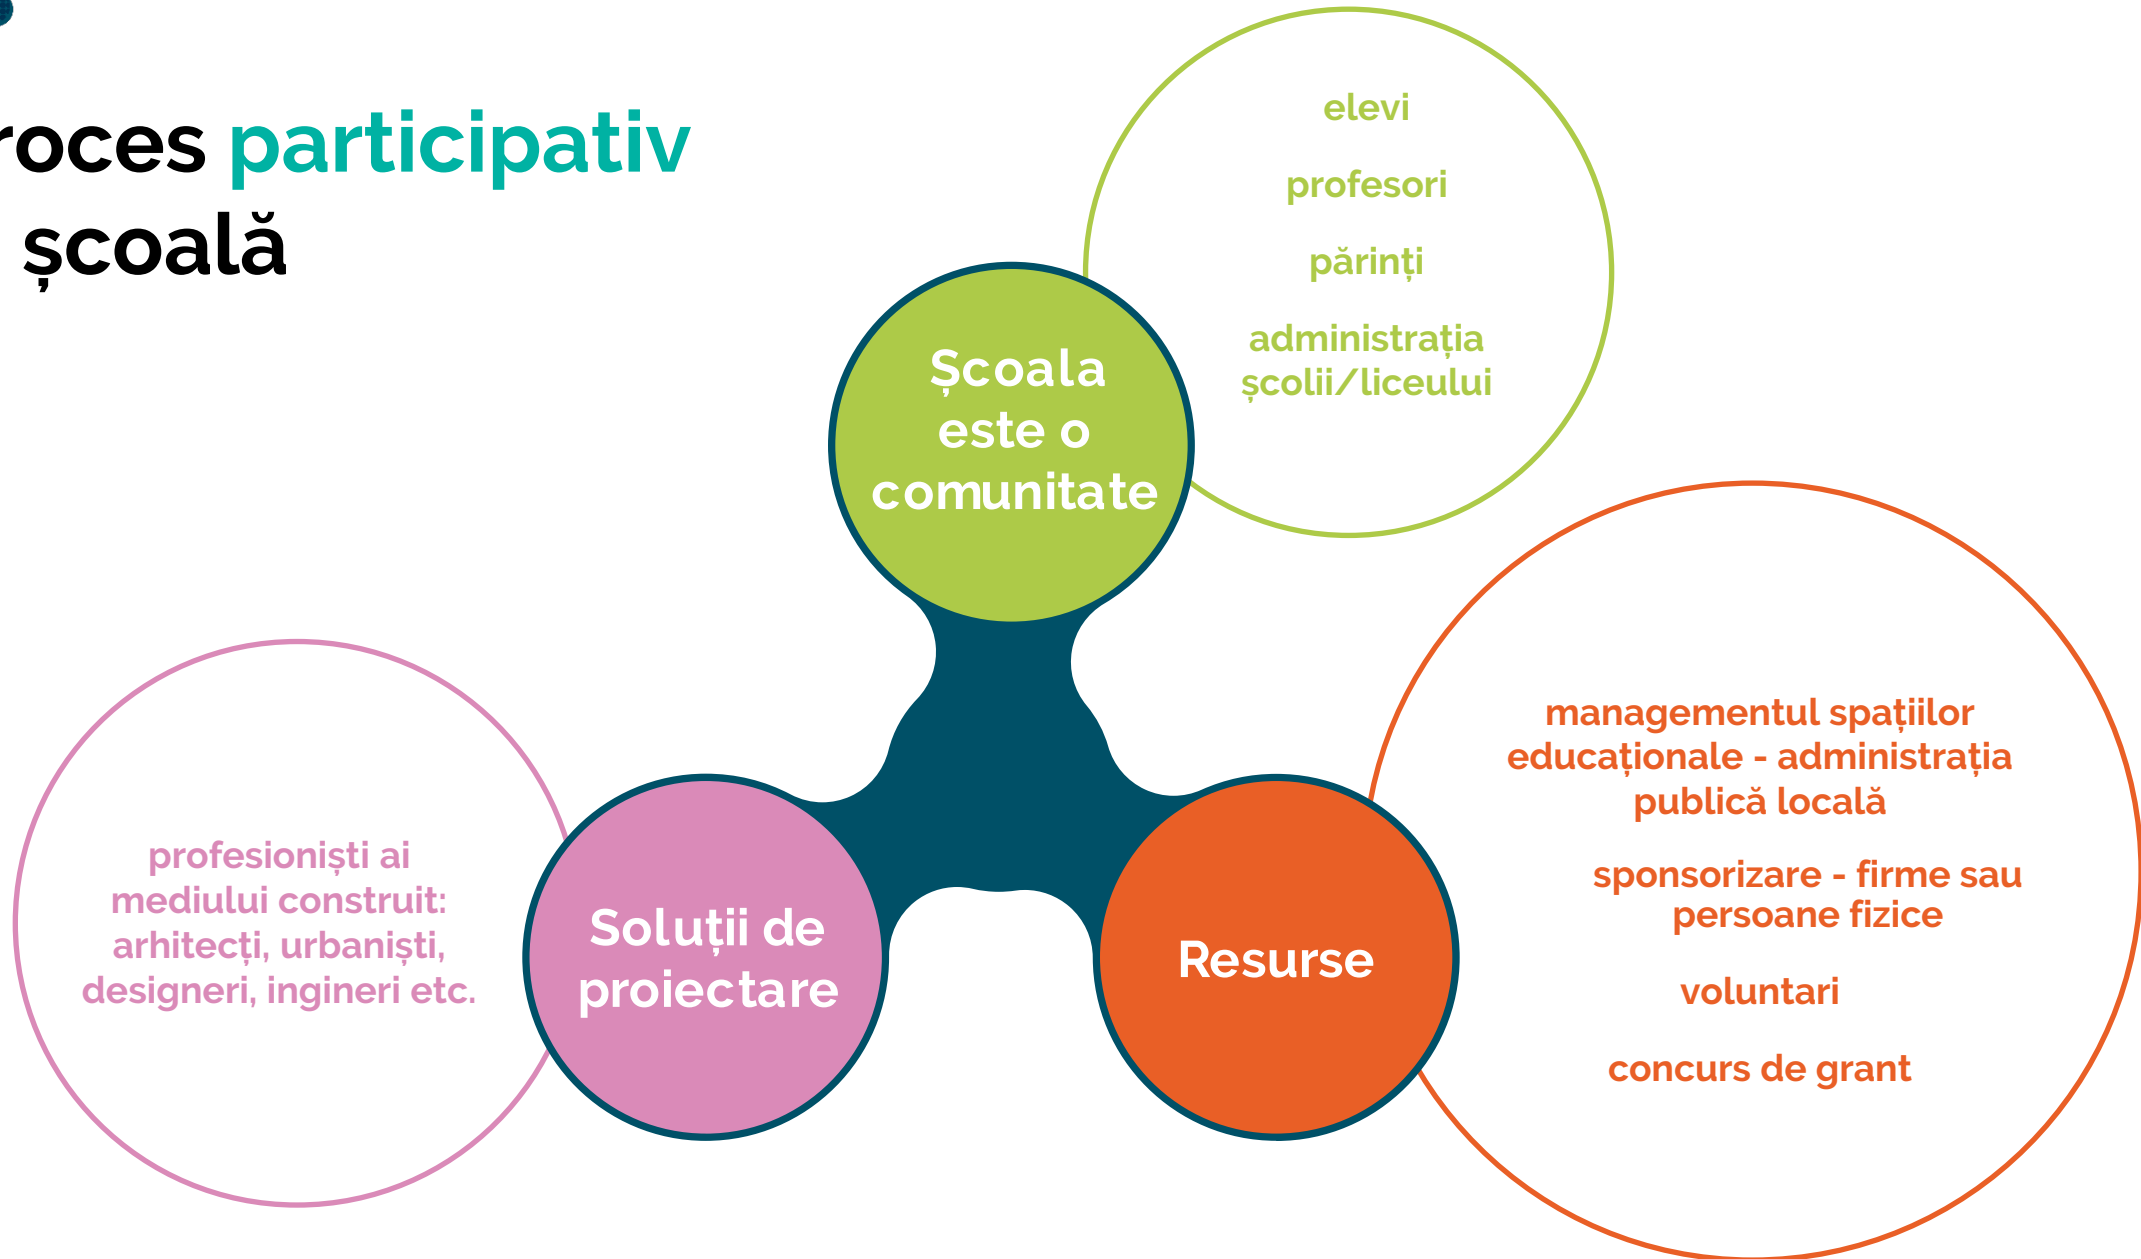 roces participativ
școală
elevi
profesori
părinți
administrația
școlii/liceului
Școala
este o
comunitate
managementul spațiilor
educaționale - administrația
publică locală
sponsorizare - firme sau
persoane fizice
voluntari
concurs de grant
profesioniști ai
mediului construit:
arhitecți, urbaniști,
designeri, ingineri etc.
Soluții de
proiectare
Resurse